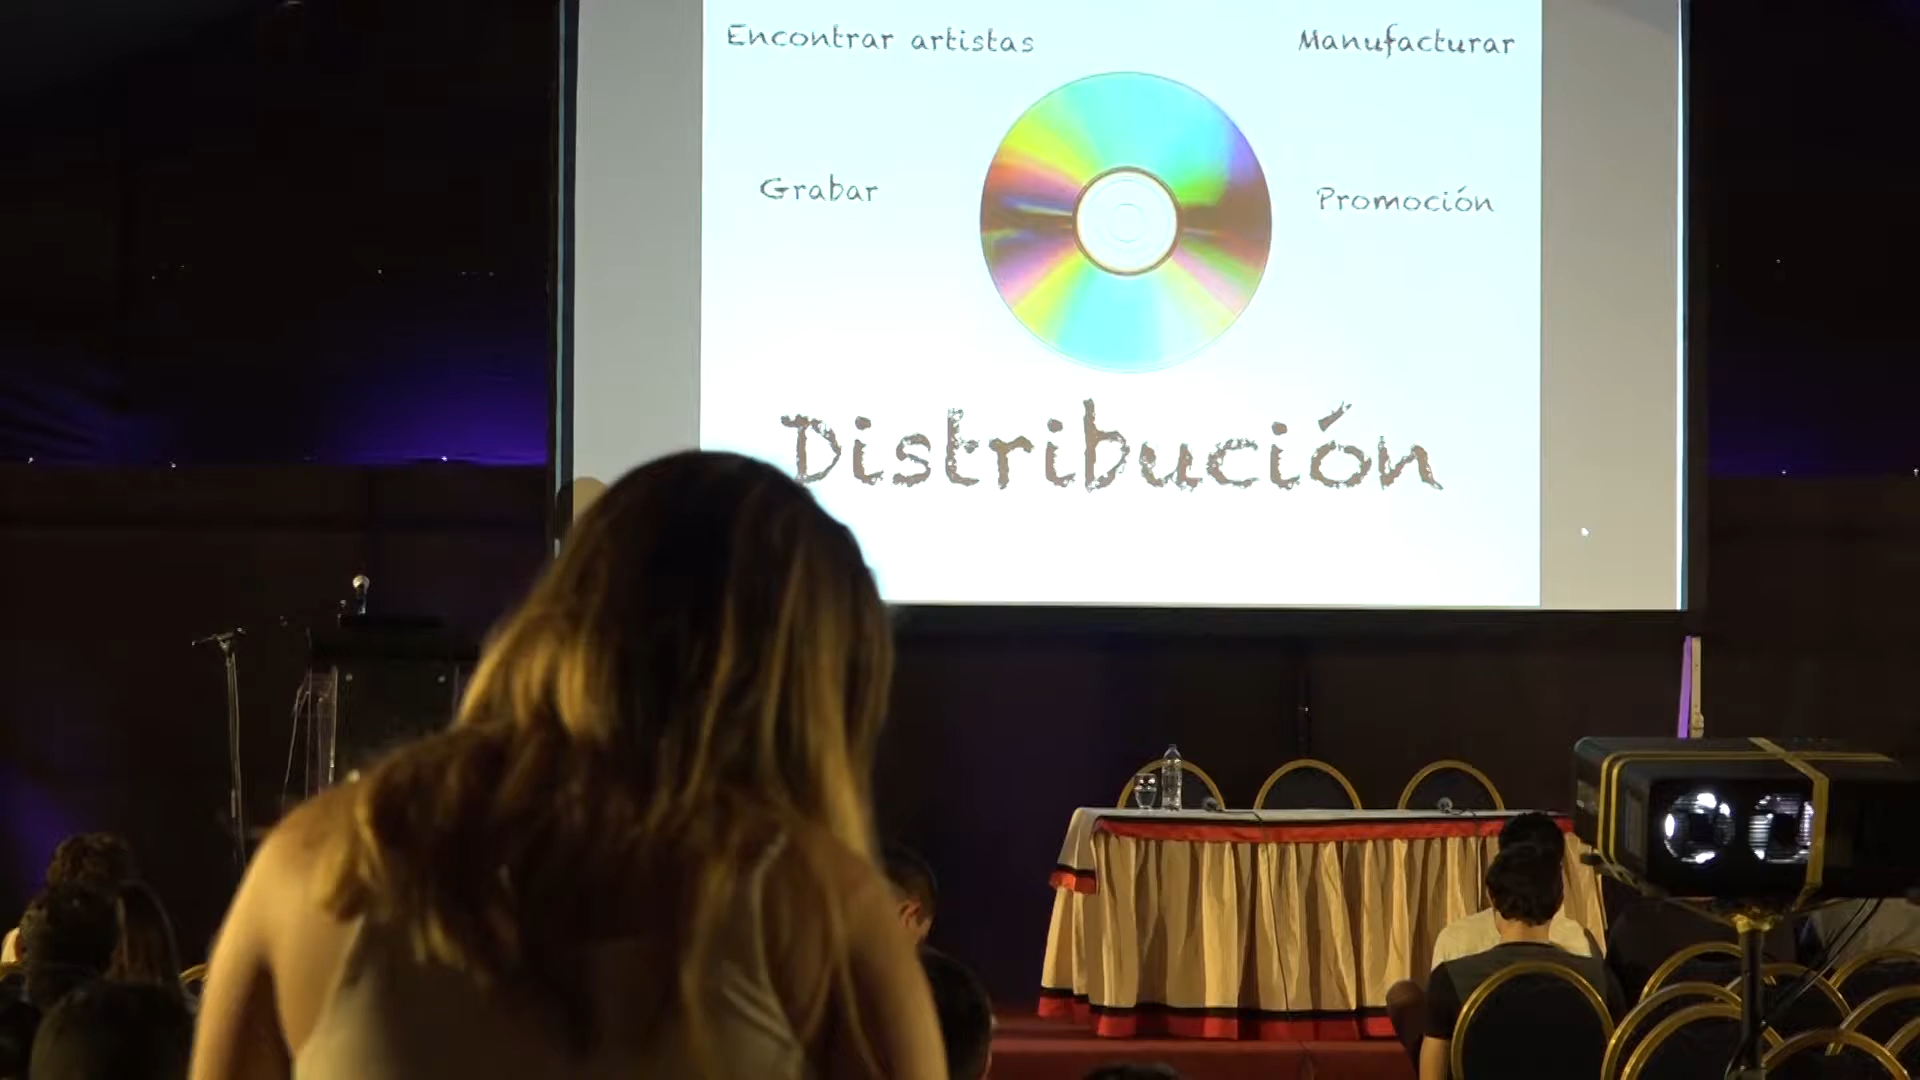 Encontrar artistas
Manufacturar
Grabar
Promoción
Distribución